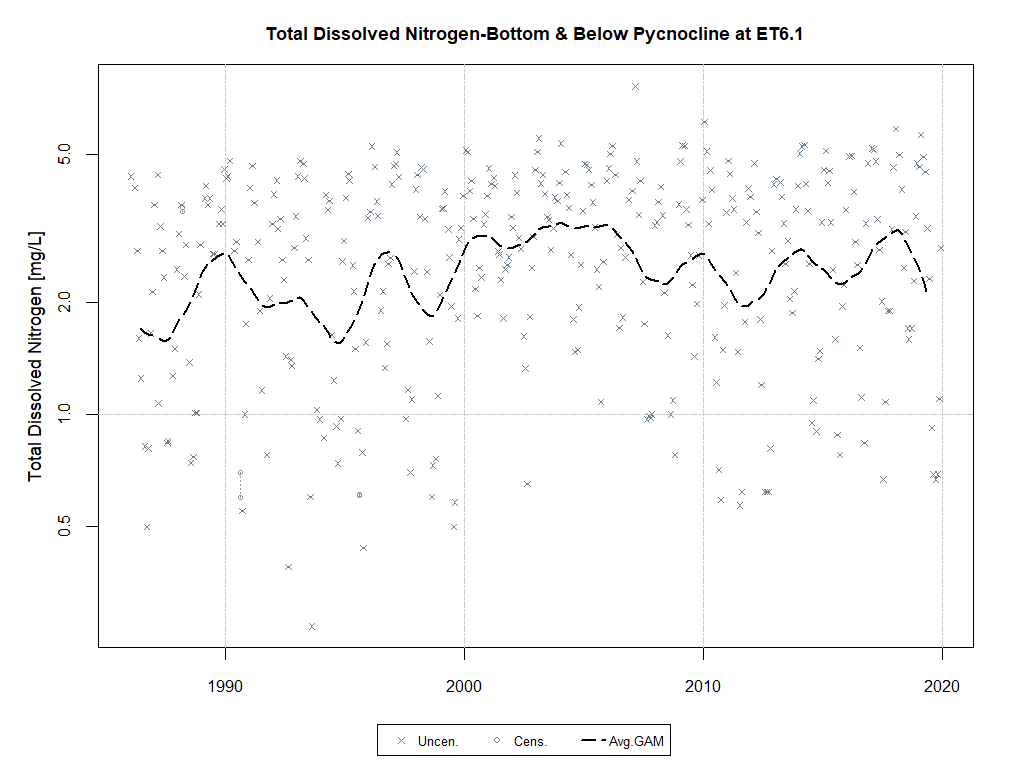 Total Dissolved Nitrogen-Bottom & Below Pycnocline at ET6.1
Total Dissolved Nitrogen [mg/L]
5.0
2.0
1.0
0.5
1990 2000 2010 2020
Uncen. Cens. Avg.GAM